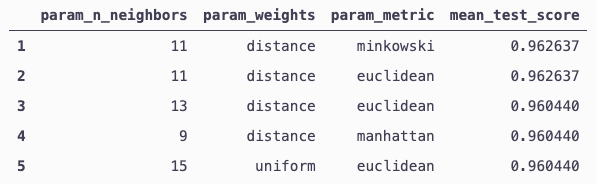 param_n_neighbors param_weights param_metric mean_test_score
1 11 distance minkowski 0.962637
2 11 distance euclidean 0.962637
3 13 distance euclidean 0.960440
4 9 distance manhattan 0.960440
5 15 uniform euclidean 0.960440